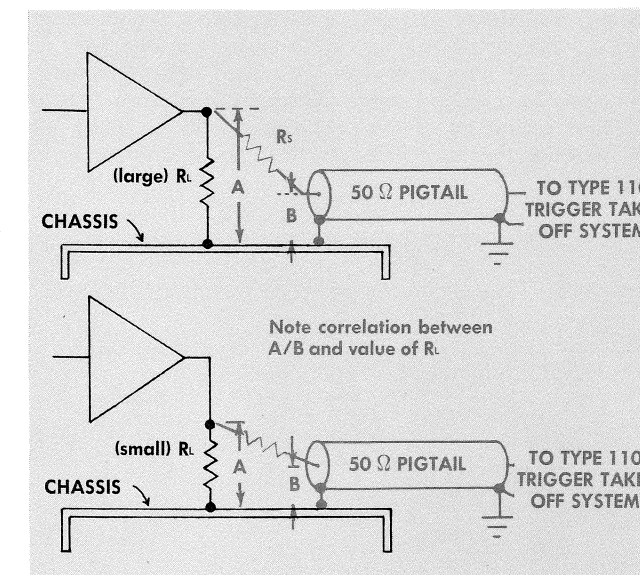 Rs
(large) RL
A
50 Ω PIGTAIL
TO TYPE 110
TRIGGER TAK
OFF SYSTEM
B
CHASSIS
Note correlation between
A/B and value of RL
(small) RL
A
50 Ω PIGTAIL
TO TYPE 110
TRIGGER TAKE
OFF SYSTEM
B
CHASSIS